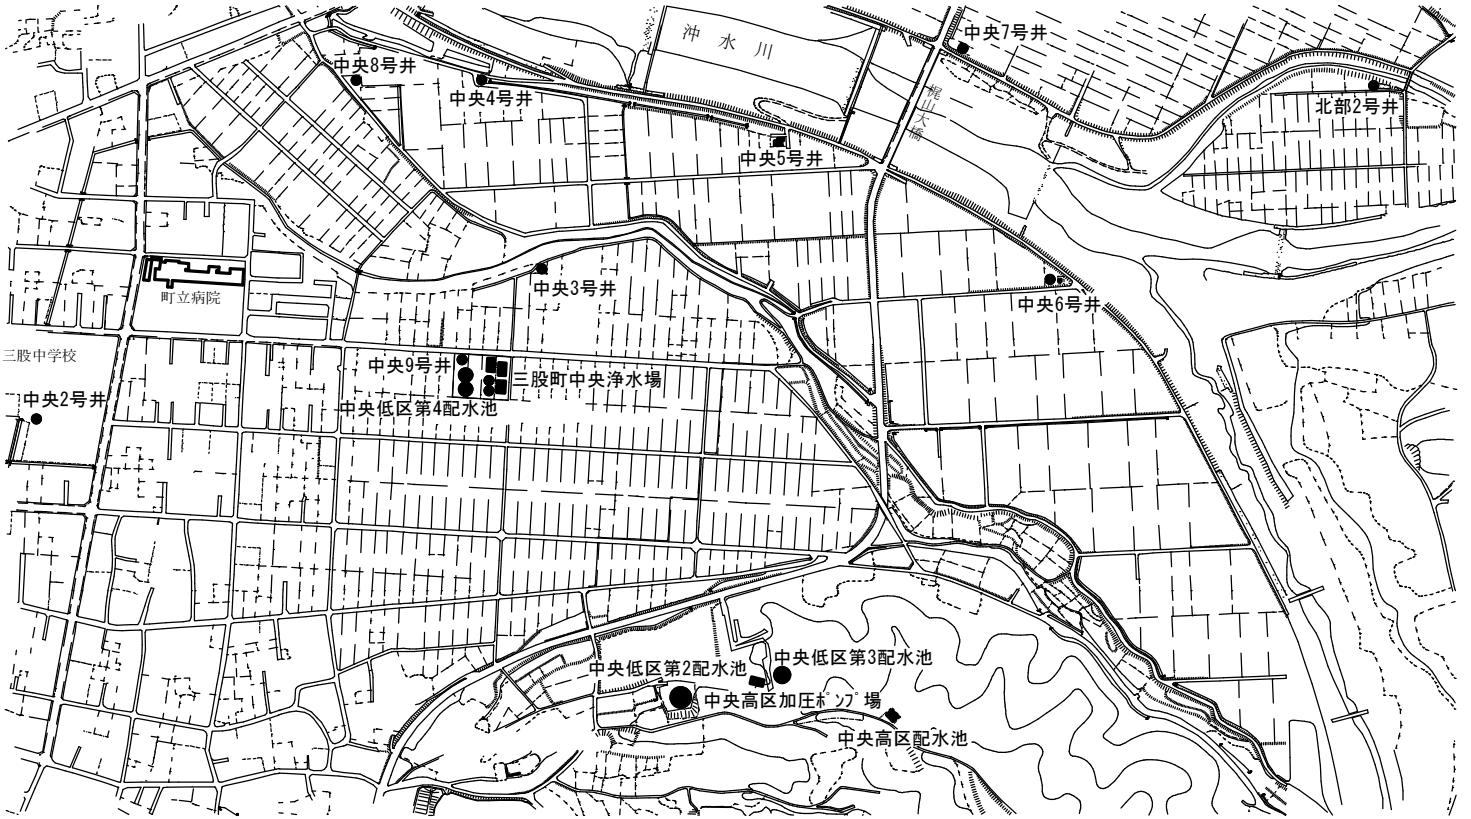 沖水川
中央7号井
中央8号井
中央4号井
梶山大橋
北部2号井
中央5号井
中央3号井
町立病院
中央6号井
三股中学校
中央9号井
三股町中央浄水場
中央2号井
中央低区第4配水池
中央低区第2配水池
中央低区第3配水池
中央高区加圧ﾎﾟﾝﾌﾟ場
中央高区配水池